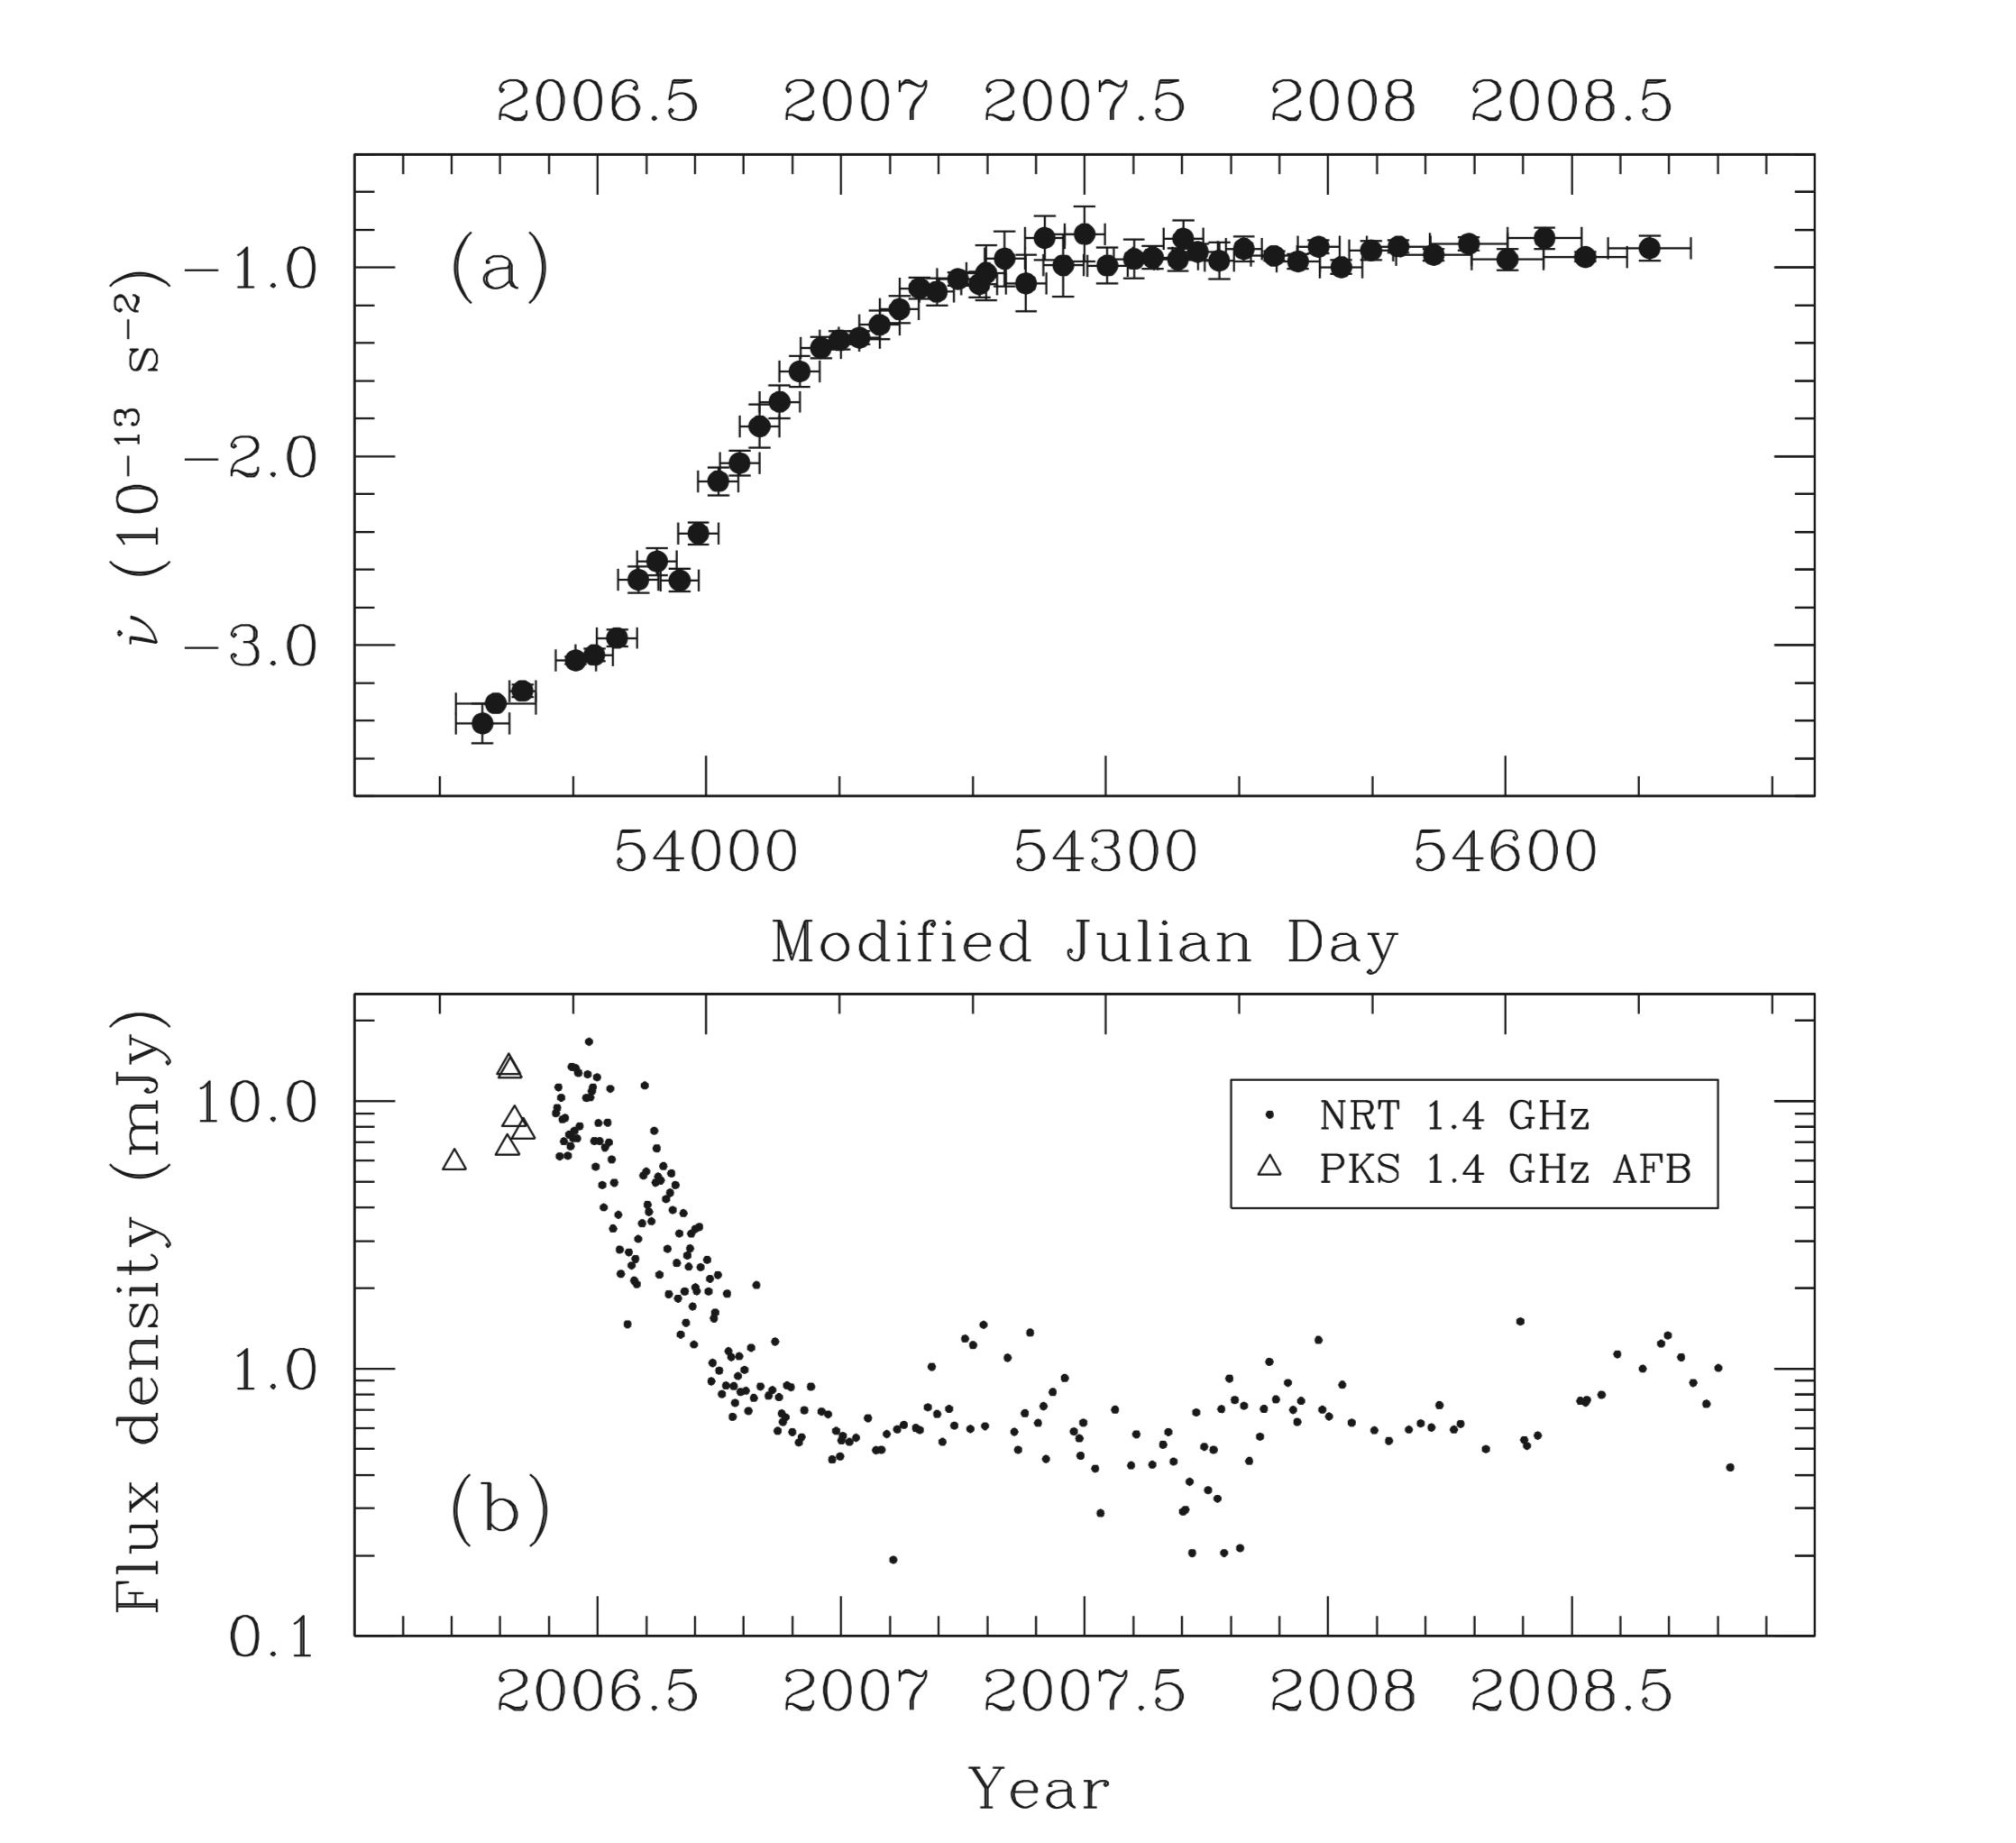 2006.5 2007 2007.5 2008 2008.5
(a)
−1.0
−2.0
−3.0
ν̇ (10⁻¹³ s⁻²)
54000 54300 54600
Modified Julian Day
Flux density (mJy)
10.0
1.0
0.1
NRT 1.4 GHz
PKS 1.4 GHz AFB
(b)
2006.5 2007 2007.5 2008 2008.5
Year